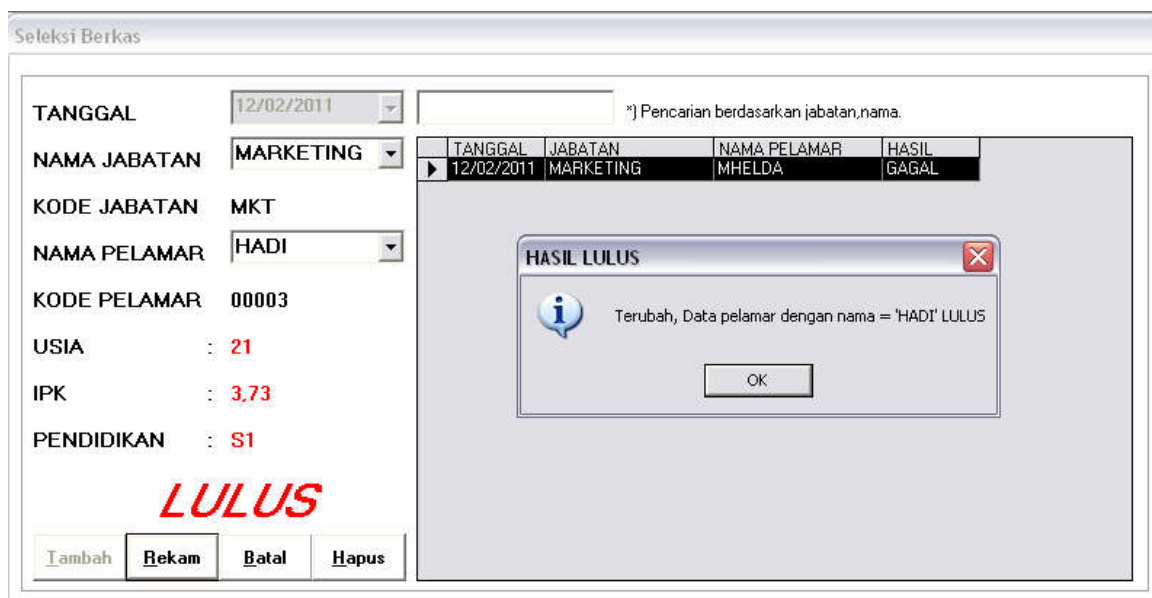 Seleksi Berkas
TANGGAL 12/02/2011
*) Pencarian berdasarkan jabatan,nama.
NAMA JABATAN MARKETING
KODE JABATAN MKT
NAMA PELAMAR HADI
KODE PELAMAR 00003
USIA : 21
IPK : 3,73
PENDIDIKAN : S1
LULUS
Tambah Rekam Batal Hapus
TANGGAL JABATAN NAMA PELAMAR HASIL
12/02/2011 MARKETING MHELDA GAGAL
HASIL LULUS
Terubah, Data pelamar dengan nama = 'HADI' LULUS
OK